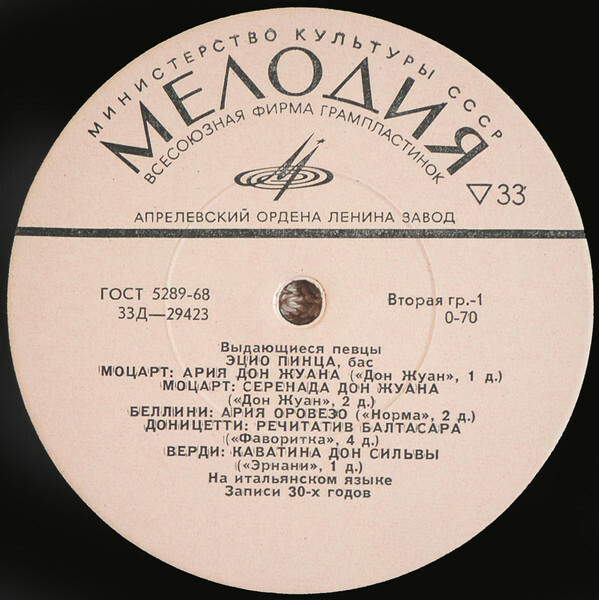 МИНИСТЕРСТВО КУЛЬТУРЫ СССР
МЕЛОДИЯ
ВСЕСОЮЗНАЯ ФИРМА ГРАМПЛАСТИНОК
▽33
АПРЕЛЕВСКИЙ ОРДЕНА ЛЕНИНА ЗАВОД
ГОСТ 5289-68
33Д—29423
Вторая гр.-1
0-70
Выдающиеся певцы
ЭЦИО ПИНЦА, бас
МОЦАРТ: АРИЯ ДОН ЖУАНА («Дон Жуан», 1 д.)
МОЦАРТ: СЕРЕНАДА ДОН ЖУАНА
(«Дон Жуан», 2 д.)
БЕЛЛИНИ: АРИЯ ОРОВЕЗО («Норма», 2 д.)
ДОНИЦЕТТИ: РЕЧИТАТИВ БАЛТАСАРА
(«Фаворитка», 4 д.)
ВЕРДИ: КАВАТИНА ДОН СИЛЬВЫ
(«Эрнани», 1 д.)
На итальянском языке
Записи 30-х годов